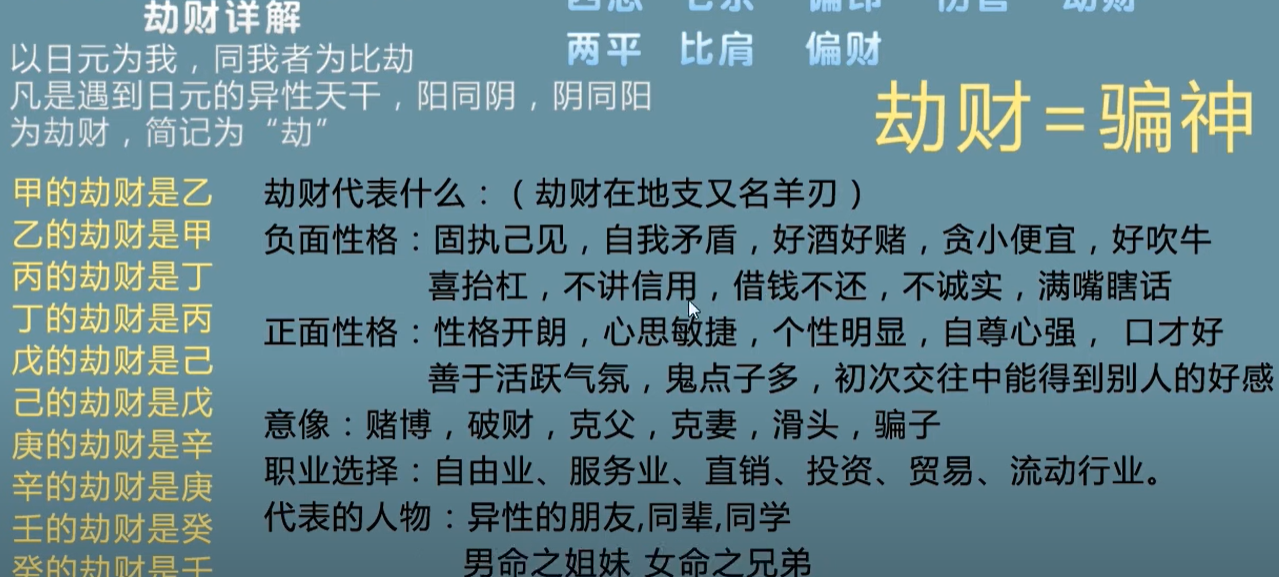 劫财详解
以日元为我，同我者为比劫
凡是遇到日元的异性天干，阳同阴，阴同阳
为劫财，简记为“劫”
两平 比肩 偏财
劫财=骗神
甲的劫财是乙
乙的劫财是甲
丙的劫财是丁
丁的劫财是丙
戊的劫财是己
己的劫财是戊
庚的劫财是辛
辛的劫财是庚
壬的劫财是癸
癸的劫财是壬
劫财代表什么：（劫财在地支又名羊刃）
负面性格：固执己见，自我矛盾，好酒好赌，贪小便宜，好吹牛
喜抬杠，不讲信用，借钱不还，不诚实，满嘴瞎话
正面性格：性格开朗，心思敏捷，个性明显，自尊心强， 口才好
善于活跃气氛，鬼点子多，初次交往中能得到别人的好感
意像：赌博，破财，克父，克妻，滑头，骗子
职业选择：自由业、服务业、直销、投资、贸易、流动行业。
代表的人物：异性的朋友,同辈,同学
男命之姐妹 女命之兄弟